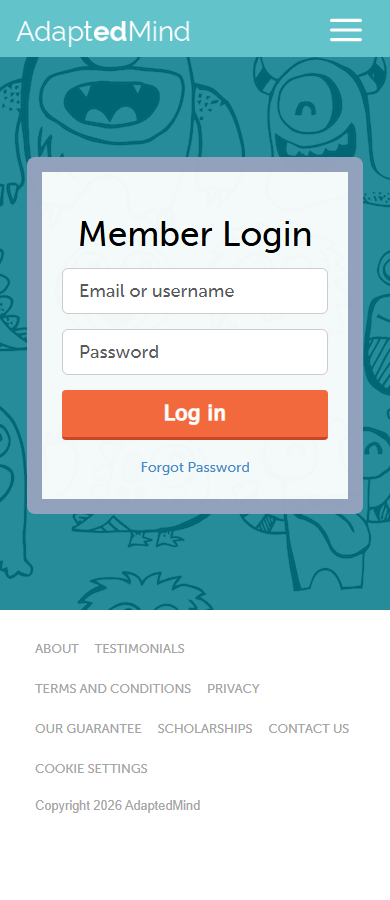 AdaptedMind
Member Login
Email or username
Password
Log in
Forgot Password
ABOUT TESTIMONIALS
TERMS AND CONDITIONS PRIVACY
OUR GUARANTEE SCHOLARSHIPS CONTACT US
COOKIE SETTINGS
Copyright 2026 AdaptedMind